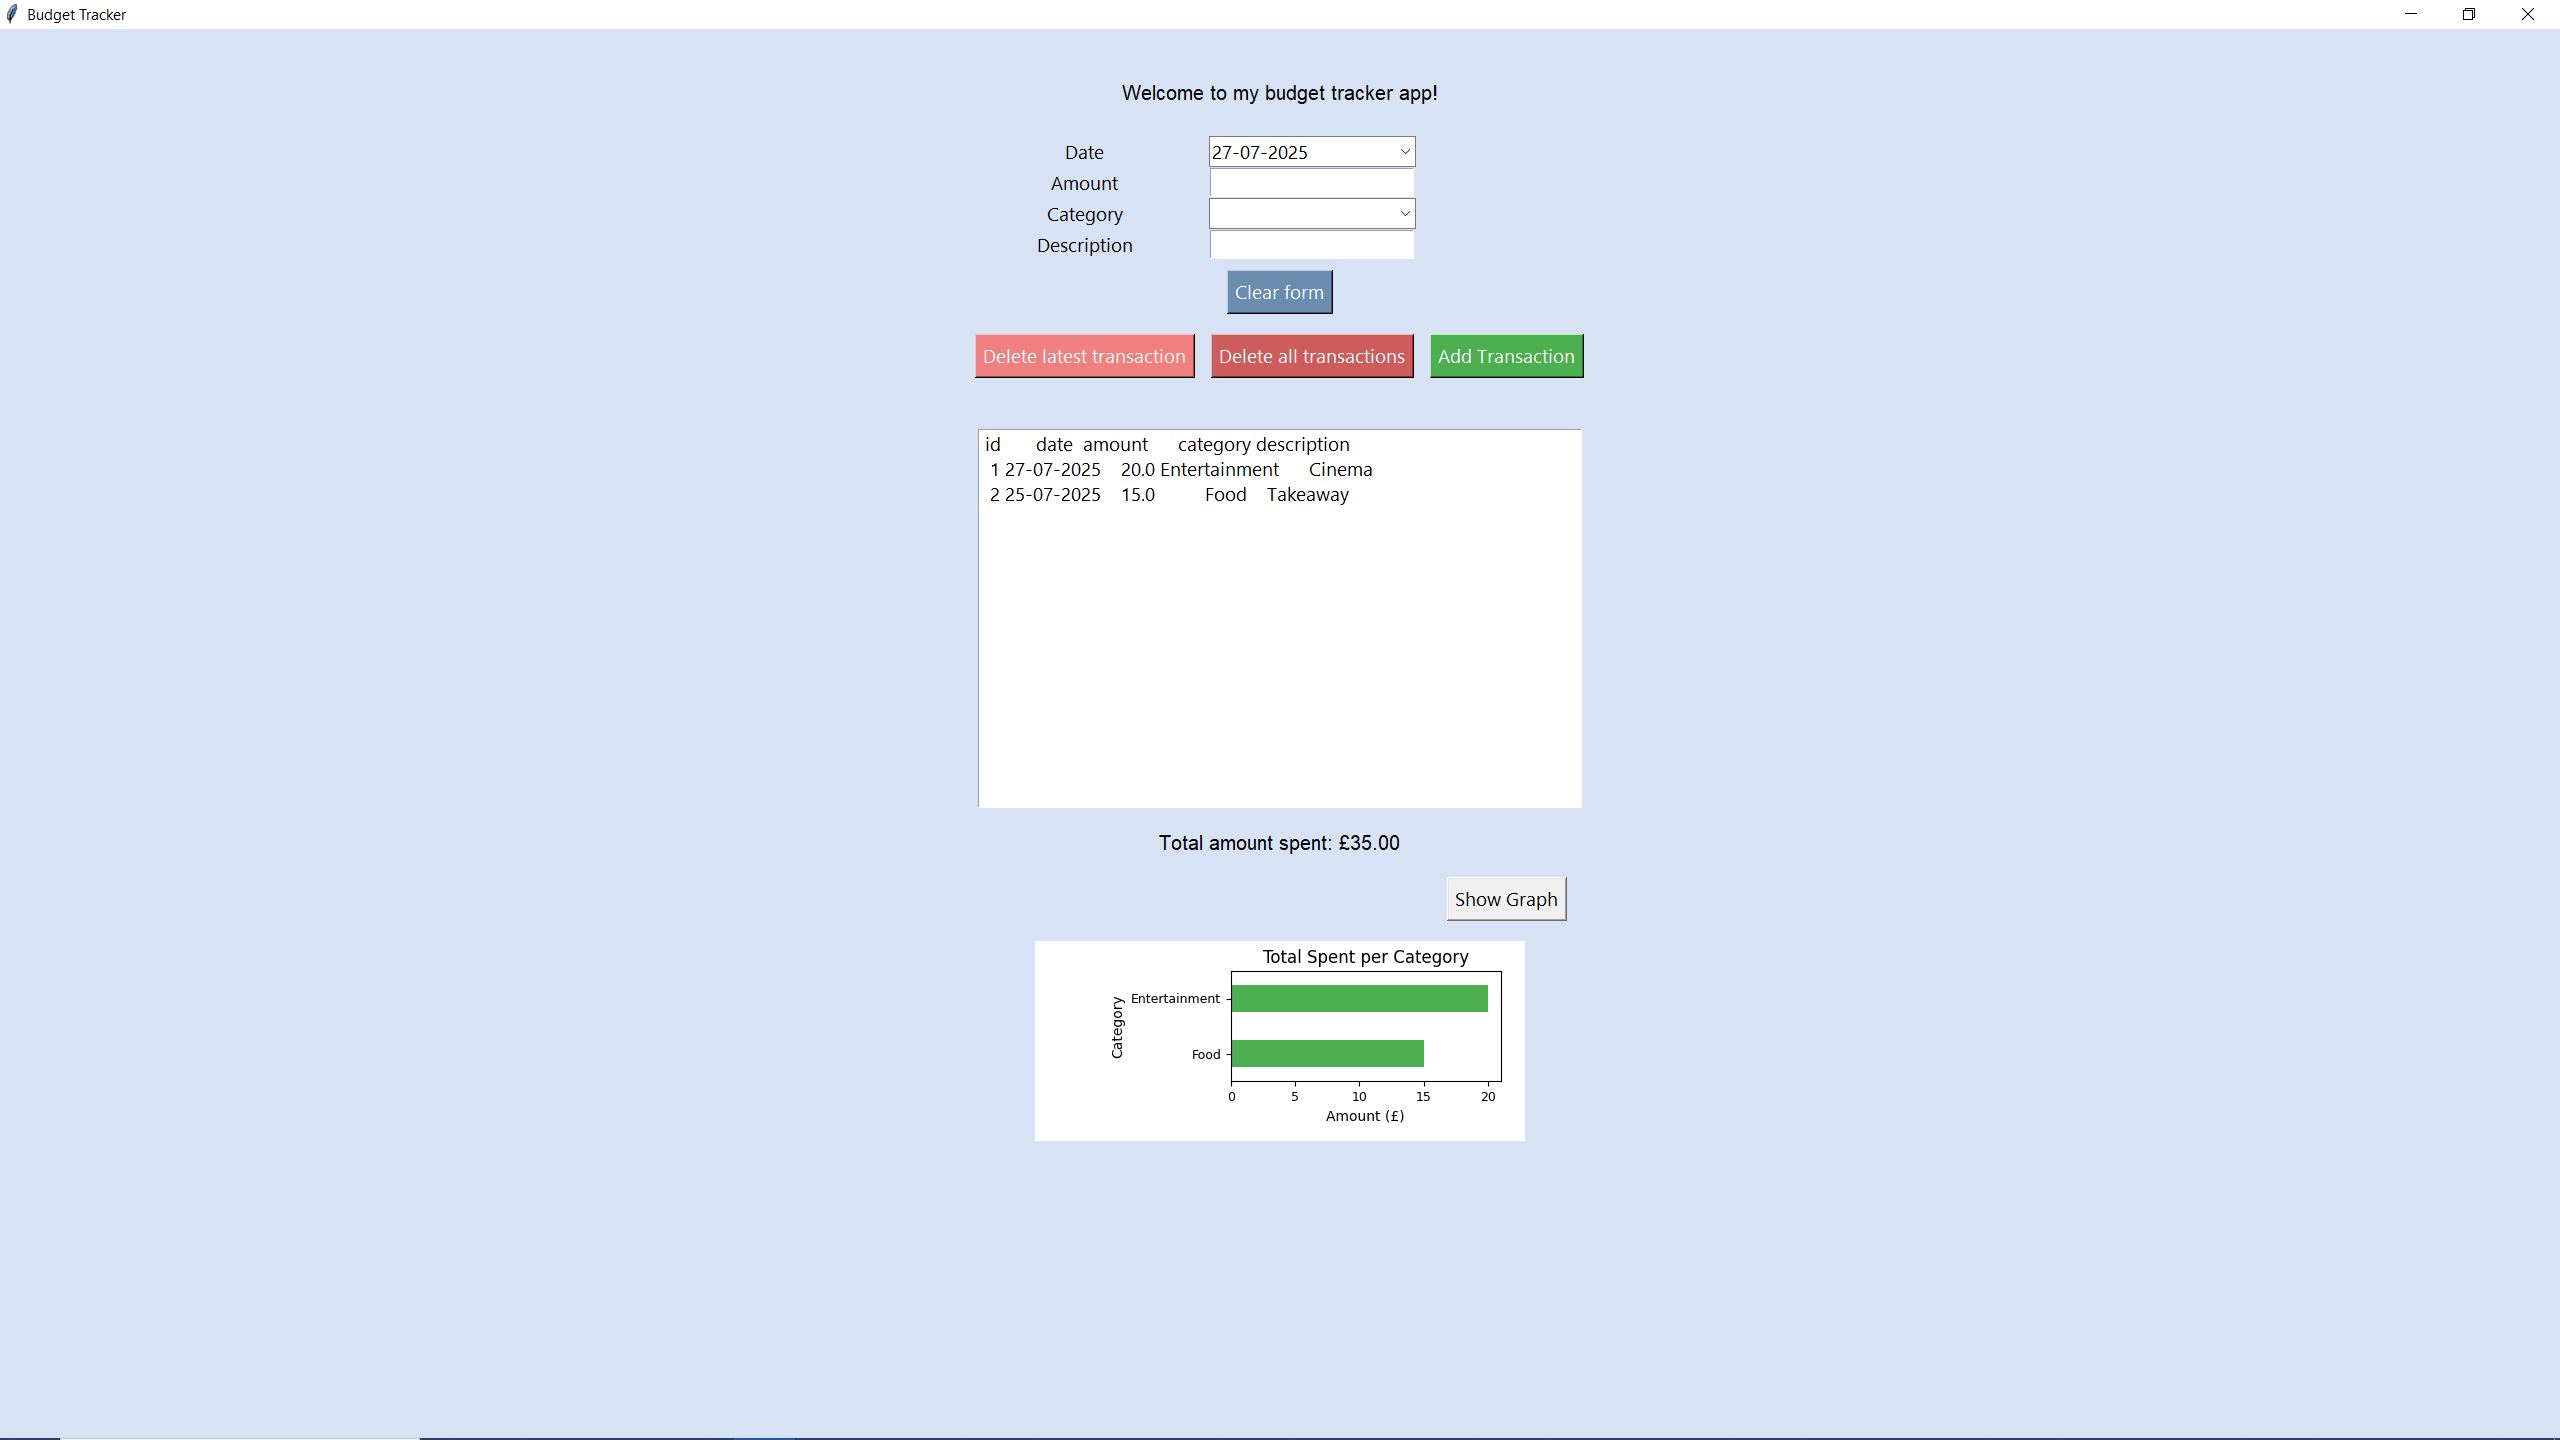 Budget Tracker
Welcome to my budget tracker app!
Date 27-07-2025
Amount
Category
Description
Clear form
Delete latest transaction Delete all transactions Add Transaction
id date amount category description
1 27-07-2025 20.0 Entertainment Cinema
2 25-07-2025 15.0 Food Takeaway
Total amount spent: £35.00
Show Graph
Total Spent per Category
Category
Entertainment
Food
0 5 10 15 20
Amount (£)